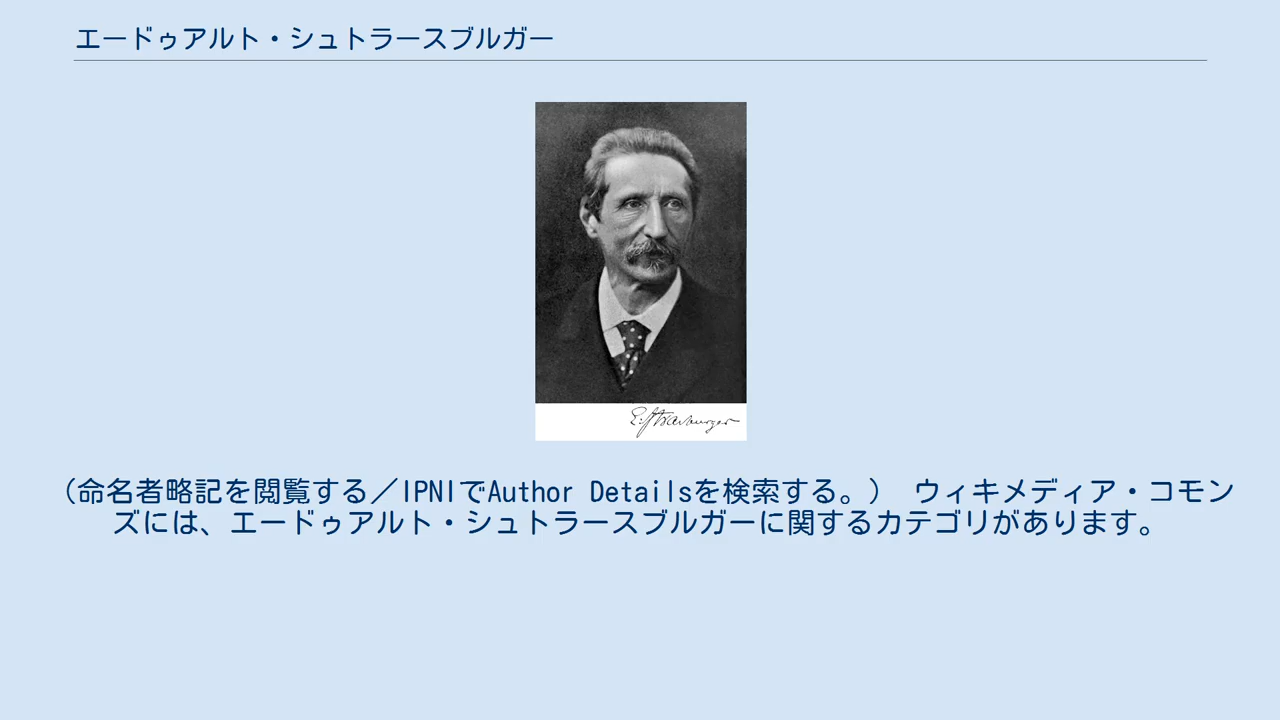 エードゥアルト・シュトラースブルガー
E. Strasburger
（命名者略記を閲覧する／IPNIでAuthor Detailsを検索する。） ウィキメディア・コモン
ズには、エードゥアルト・シュトラースブルガーに関するカテゴリがあります。